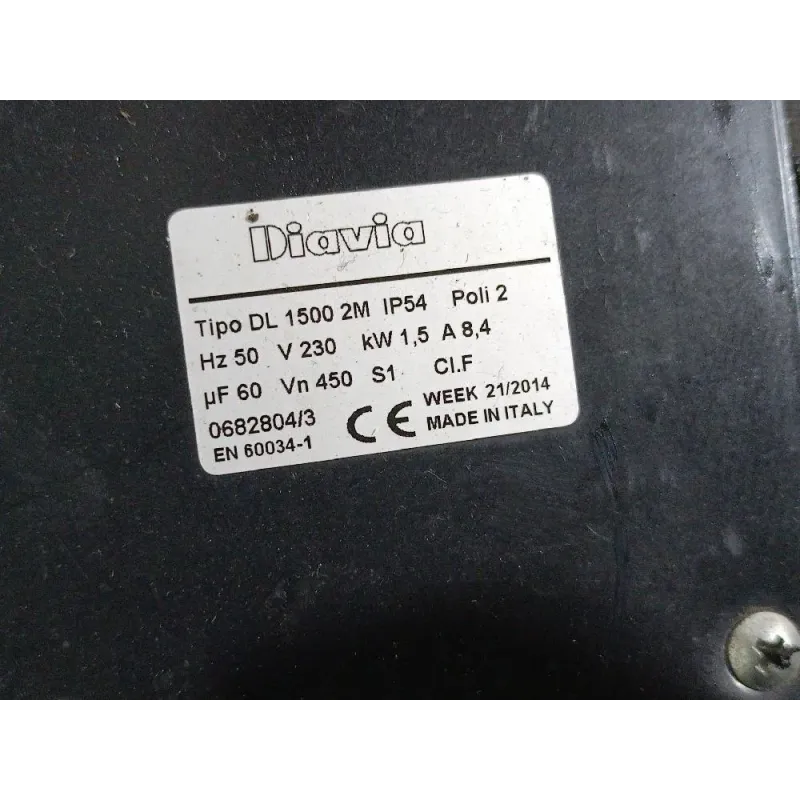 Diavia
Tipo DL 1500 2M IP54 Poli 2
Hz 50 V 230 kW 1,5 A 8,4
µF 60 Vn 450 S1 Cl.F
0682804/3 CE WEEK 21/2014
EN 60034-1 MADE IN ITALY